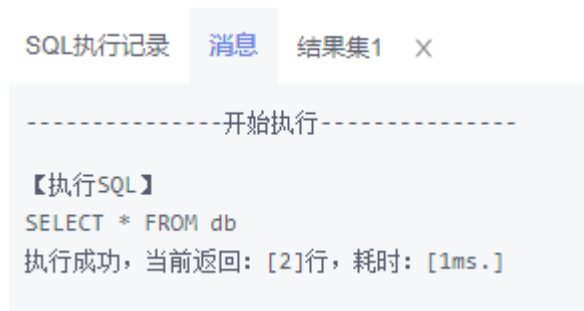 SQL执行记录 消息 结果集1 ×
---------------开始执行---------------
【执行SQL】
SELECT * FROM db
执行成功，当前返回：[2]行，耗时：[1ms.]